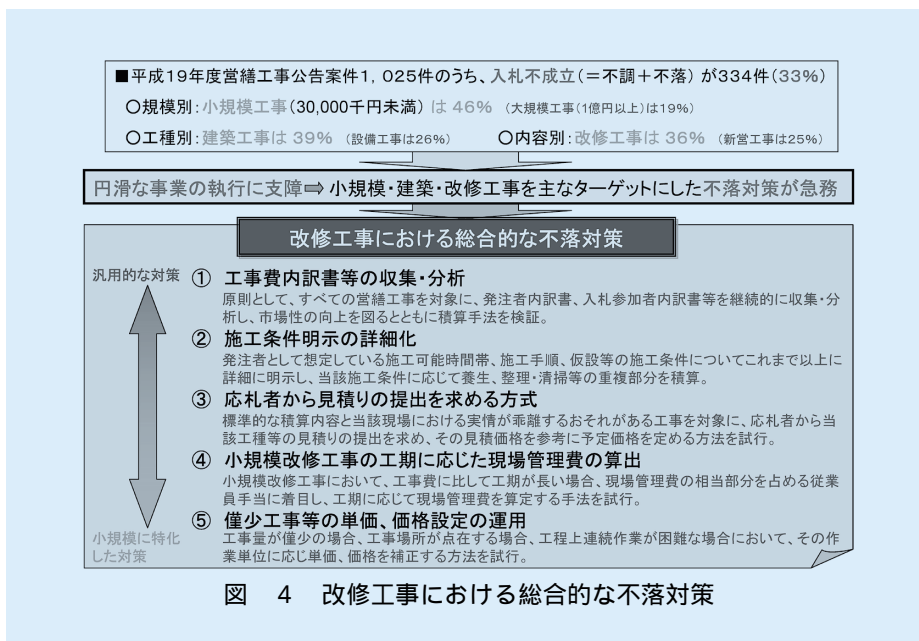 ■平成19年度営繕工事公告案件1，025件のうち、入札不成立(＝不調＋不落) が334件(33%)
○規模別：小規模工事(30,000千円未満) は 46% (大規模工事(1億円以上)は19%)
○工種別：建築工事は 39% (設備工事は26%) ○内容別：改修工事は 36% (新営工事は25%)
円滑な事業の執行に支障⇒ 小規模・建築・改修工事を主なターゲットにした不落対策が急務
改修工事における総合的な不落対策
汎用的な対策
① 工事費内訳書等の収集・分析
原則として、すべての営繕工事を対象に、発注者内訳書、入札参加者内訳書等を継続的に収集・分
析し、市場性の向上を図るとともに積算手法を検証。
② 施工条件明示の詳細化
発注者として想定している施工可能時間帯、施工手順、仮設等の施工条件についてこれまで以上に
詳細に明示し、当該施工条件に応じて養生、整理・清掃等の重複部分を積算。
③ 応札者から見積りの提出を求める方式
標準的な積算内容と当該現場における実情が乖離するおそれがある工事を対象に、応札者から当
該工種等の見積りの提出を求め、その見積価格を参考に予定価格を定める方法を試行。
④ 小規模改修工事の工期に応じた現場管理費の算出
小規模改修工事において、工事費に比して工期が長い場合、現場管理費の相当部分を占める従業
員手当に着目し、工期に応じて現場管理費を算定する手法を試行。
⑤ 僅少工事等の単価、価格設定の運用
工事量が僅少の場合、工事場所が点在する場合、工程上連続作業が困難な場合において、その作
業単位に応じ単価、価格を補正する方法を試行。
小規模に特化
した対策
図 4 改修工事における総合的な不落対策